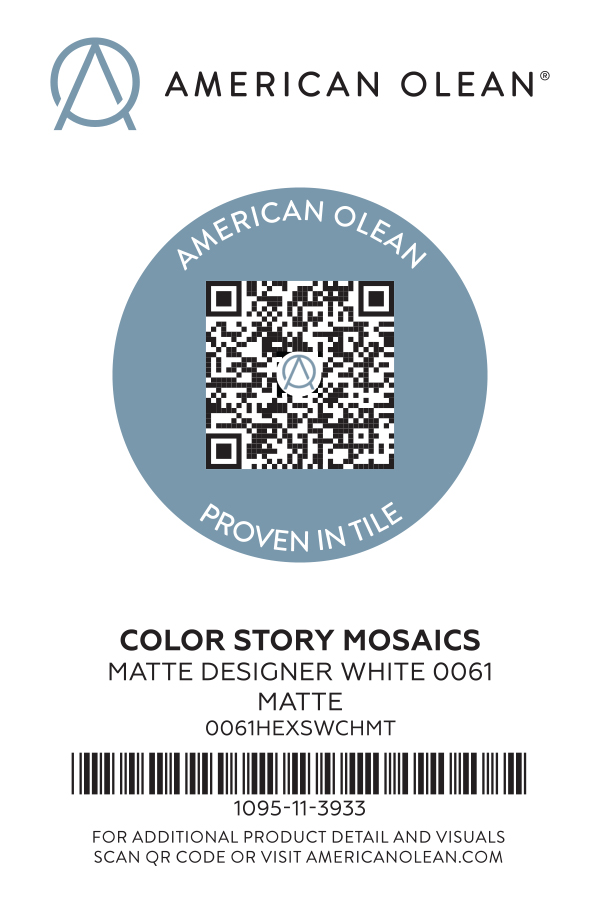 AMERICAN OLEAN®
AMERICAN OLEAN
PROVEN IN TILE
COLOR STORY MOSAICS
MATTE DESIGNER WHITE 0061
MATTE
0061HEXSWCHMT
1095-11-3933
FOR ADDITIONAL PRODUCT DETAIL AND VISUALS
SCAN QR CODE OR VISIT AMERICANOLEAN.COM